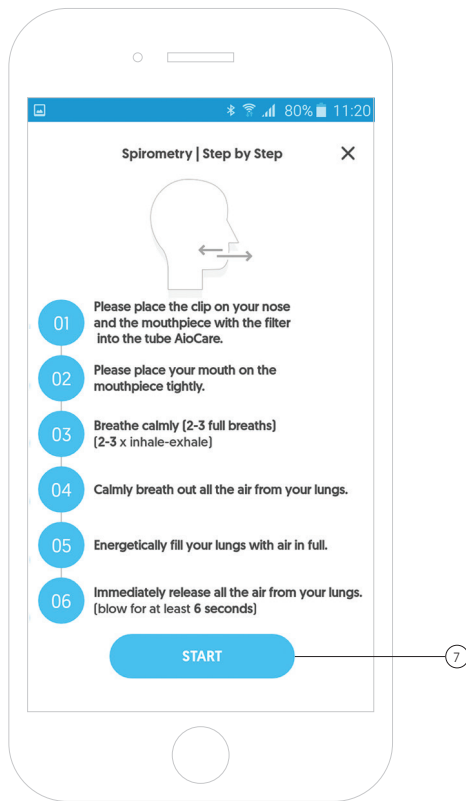 80% 11:20
Spirometry | Step by Step
01
Please place the clip on your nose
and the mouthpiece with the filter
into the tube AioCare.
02
Please place your mouth on the
mouthpiece tightly.
03
Breathe calmly (2-3 full breaths)
(2-3 x inhale-exhale)
04
Calmly breath out all the air from your lungs.
05
Energetically fill your lungs with air in full.
06
Immediately release all the air from your lungs.
(blow for at least 6 seconds)
START
7